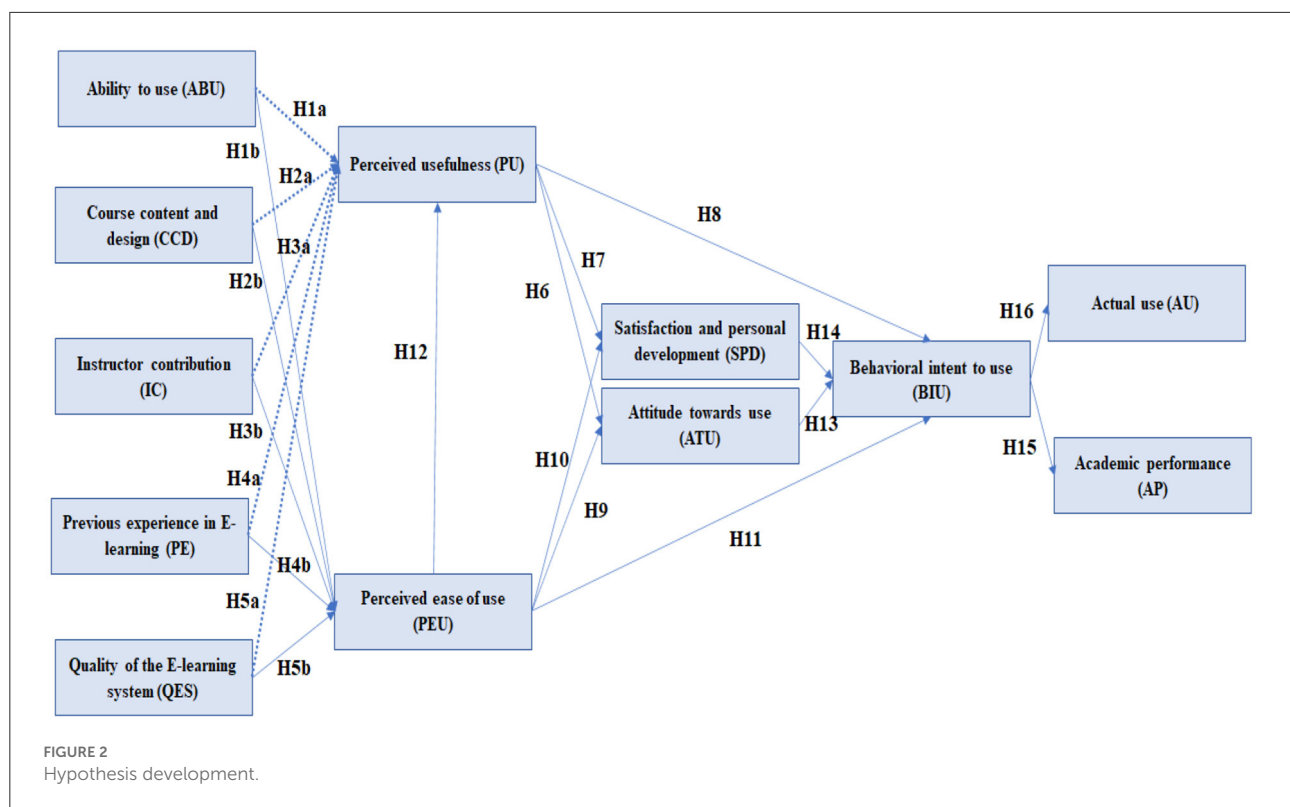 Ability to use (ABU)
H1a
H1b
Perceived usefulness (PU)
H2a
Course content and
design (CCD)
H3a
H2b
H8
H7
H6
Actual use (AU)
H16
Satisfaction and personal
development (SPD)
H14
H12
Instructor contribution
(IC)
Behavioral intent to use
(BIU)
Attitude towards use
(ATU)
H13
H3b
H10
H15
Academic performance
(AP)
H4a
H9
Previous experience in E-
learning (PE)
H11
H4b
H5a
Perceived ease of use
(PEU)
Quality of the E-learning
system (QES)
H5b
FIGURE 2
Hypothesis development.